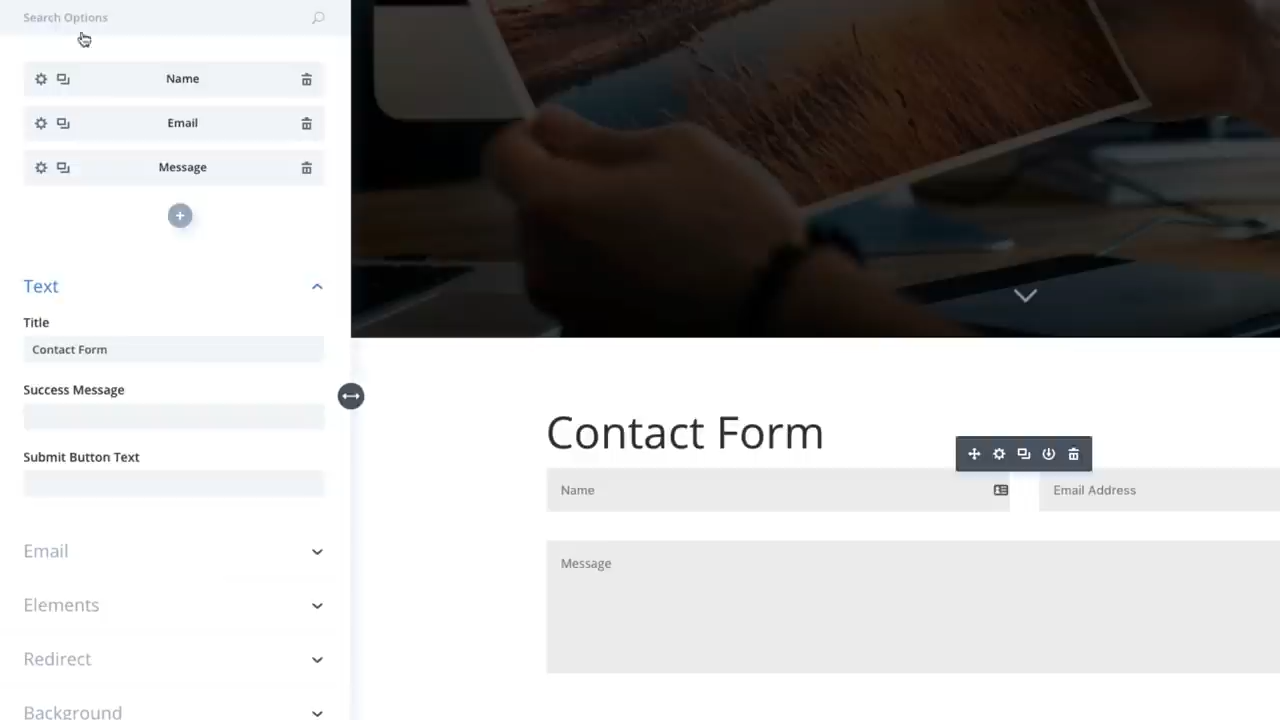 Search Options
Name
Email
Message
Text
Title
Contact Form
Success Message
Submit Button Text
Email
Elements
Redirect
Background
Contact Form
Name
Email Address
Message